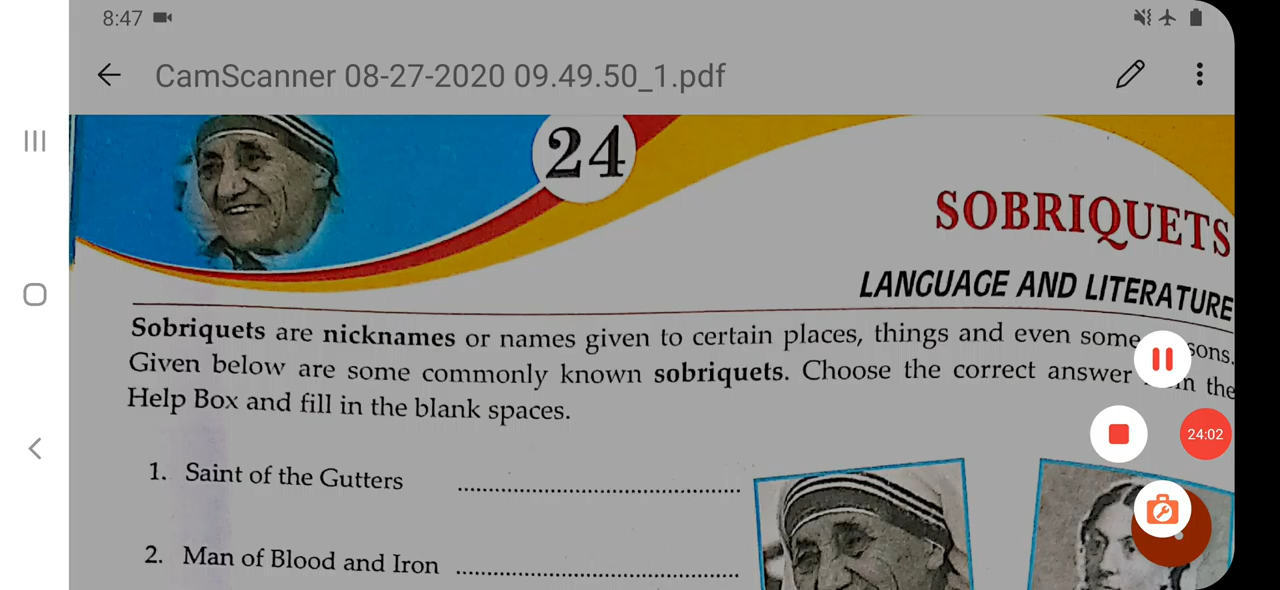 8:47
CamScanner 08-27-2020 09.49.50_1.pdf
24
SOBRIQUETS
LANGUAGE AND LITERATURE
Sobriquets are nicknames or names given to certain places, things and even some sons.
Given below are some commonly known sobriquets. Choose the correct answer the
Help Box and fill in the blank spaces.
1. Saint of the Gutters ........................................
2. Man of Blood and Iron ........................................
24:02